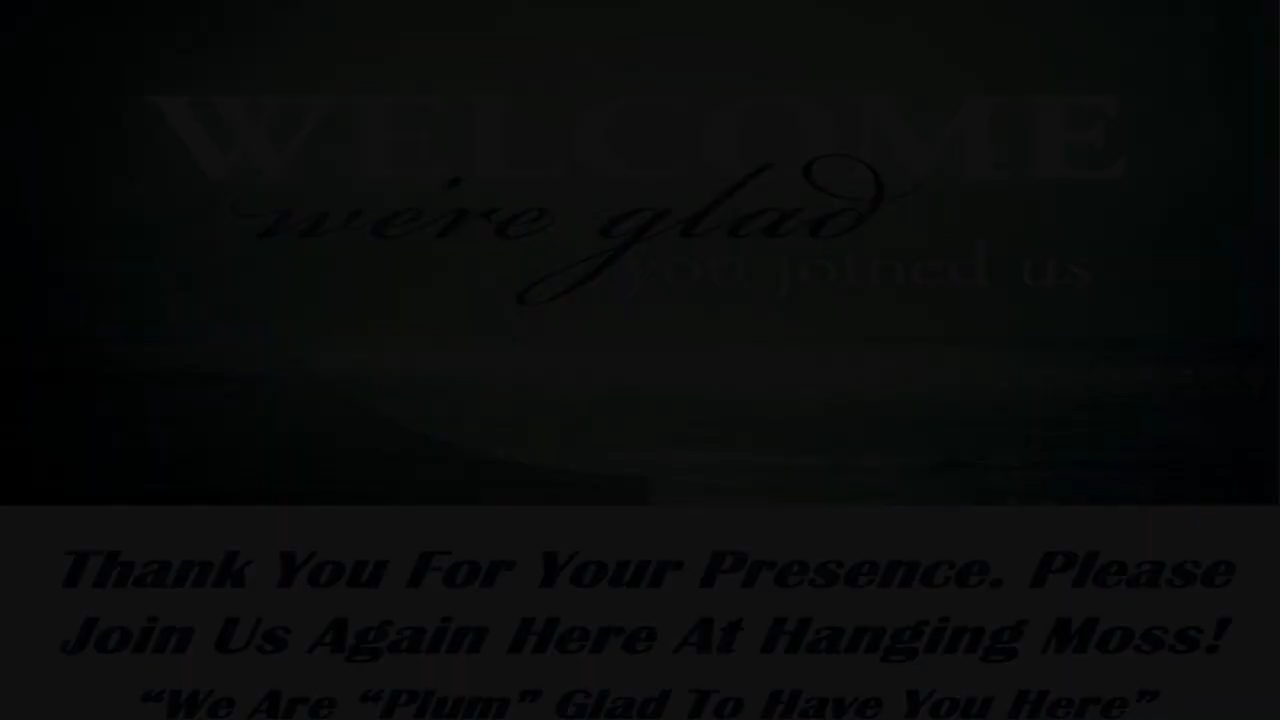 WELCOME
we're glad
you joined us
Thank You For Your Presence. Please
Join Us Again Here At Hanging Moss!
“We Are “Plum” Glad To Have You Here”